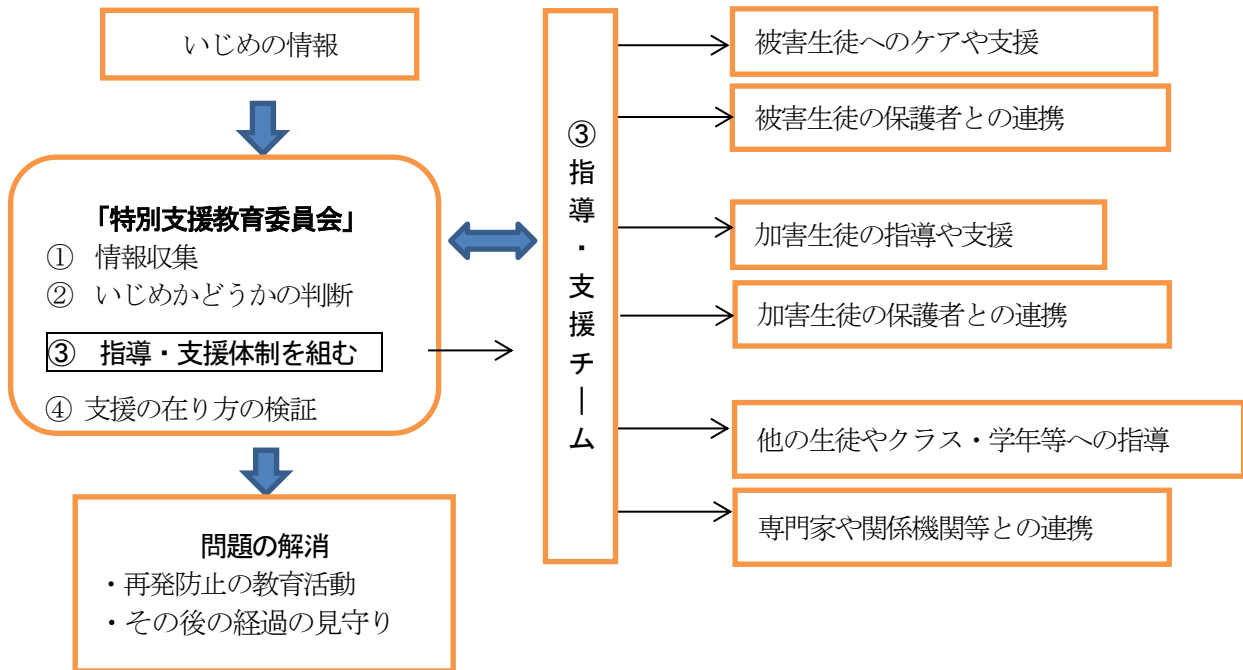 いじめの情報
「特別支援教育委員会」
① 情報収集
② いじめかどうかの判断
③ 指導・支援体制を組む
④ 支援の在り方の検証
問題の解消
・再発防止の教育活動
・その後の経過の見守り
③指導・支援チーム
被害生徒へのケアや支援
被害生徒の保護者との連携
加害生徒の指導や支援
加害生徒の保護者との連携
他の生徒やクラス・学年等への指導
専門家や関係機関等との連携